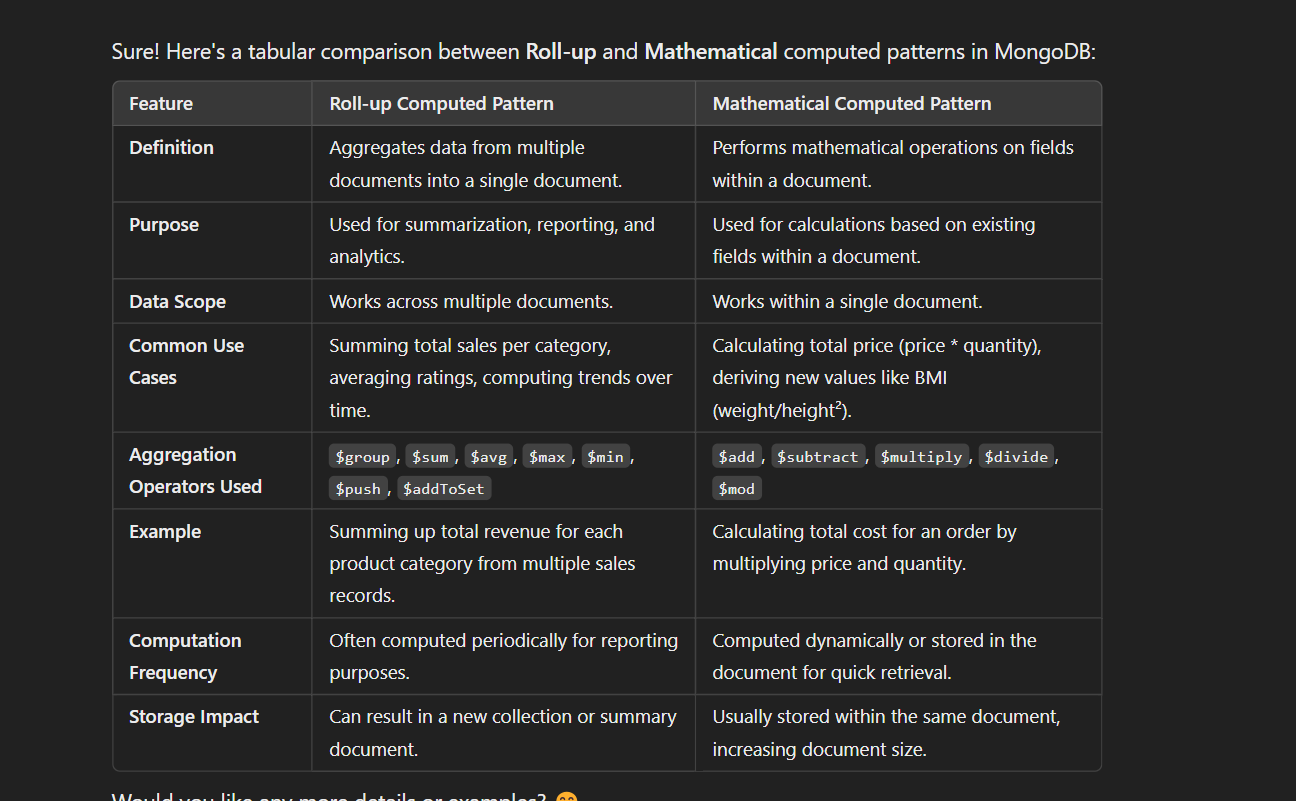 Sure! Here's a tabular comparison between Roll-up and Mathematical computed patterns in MongoDB:
Feature
Roll-up Computed Pattern
Mathematical Computed Pattern
Definition
Aggregates data from multiple
documents into a single document.
Performs mathematical operations on fields
within a document.
Purpose
Used for summarization, reporting, and
analytics.
Used for calculations based on existing
fields within a document.
Data Scope
Works across multiple documents.
Works within a single document.
Common Use
Cases
Summing total sales per category,
averaging ratings, computing trends over
time.
Calculating total price (price * quantity),
deriving new values like BMI
(weight/height²).
Aggregation
Operators Used
$group, $sum, $avg, $max, $min,
$push, $addToSet
$add, $subtract, $multiply, $divide,
$mod
Example
Summing up total revenue for each
product category from multiple sales
records.
Calculating total cost for an order by
multiplying price and quantity.
Computation
Frequency
Often computed periodically for reporting
purposes.
Computed dynamically or stored in the
document for quick retrieval.
Storage Impact
Can result in a new collection or summary
document.
Usually stored within the same document,
increasing document size.
Would you like any more details or examples? 😊